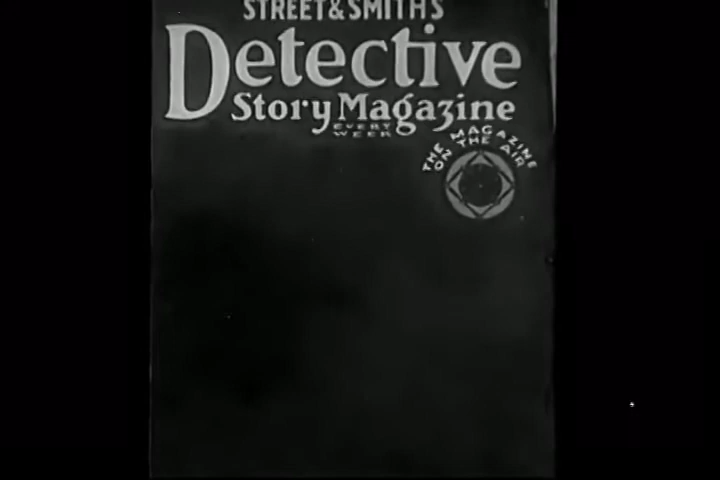 STREET & SMITH'S
Detective
Story Magazine
EVERY
WEEK
THE MAGAZINE
ON THE AIR